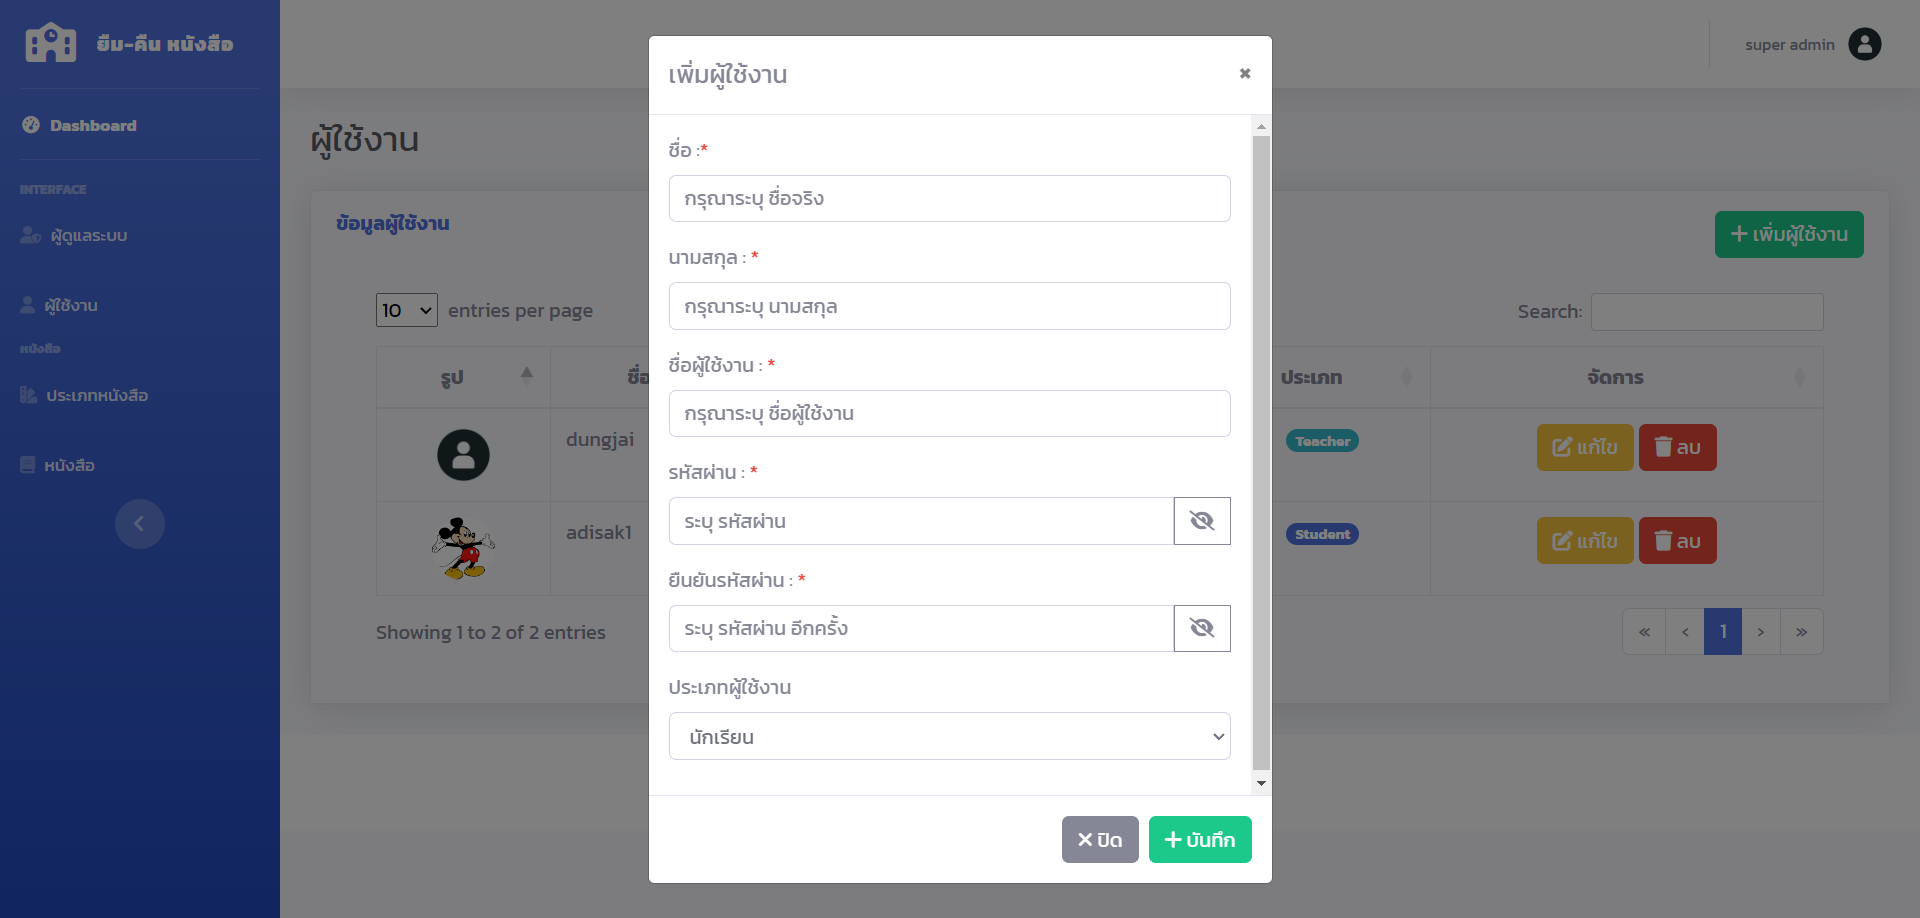 ยืม-คืน หนังสือ
Dashboard
INTERFACE
ผู้ดูแลระบบ
ผู้ใช้งาน
หนังสือ
ประเภทหนังสือ
หนังสือ
super admin
ผู้ใช้งาน
ข้อมูลผู้ใช้งาน
เพิ่มผู้ใช้งาน
10 entries per page
Search:
รูป ชื่อ ประเภท จัดการ
dungjai Teacher แก้ไข ลบ
adisak1 Student แก้ไข ลบ
Showing 1 to 2 of 2 entries
« ‹ 1 › »
เพิ่มผู้ใช้งาน
ชื่อ :*
กรุณาระบุ ชื่อจริง
นามสกุล : *
กรุณาระบุ นามสกุล
ชื่อผู้ใช้งาน : *
กรุณาระบุ ชื่อผู้ใช้งาน
รหัสผ่าน : *
ระบุ รหัสผ่าน
ยืนยันรหัสผ่าน : *
ระบุ รหัสผ่าน อีกครั้ง
ประเภทผู้ใช้งาน
นักเรียน
ปิด
บันทึก